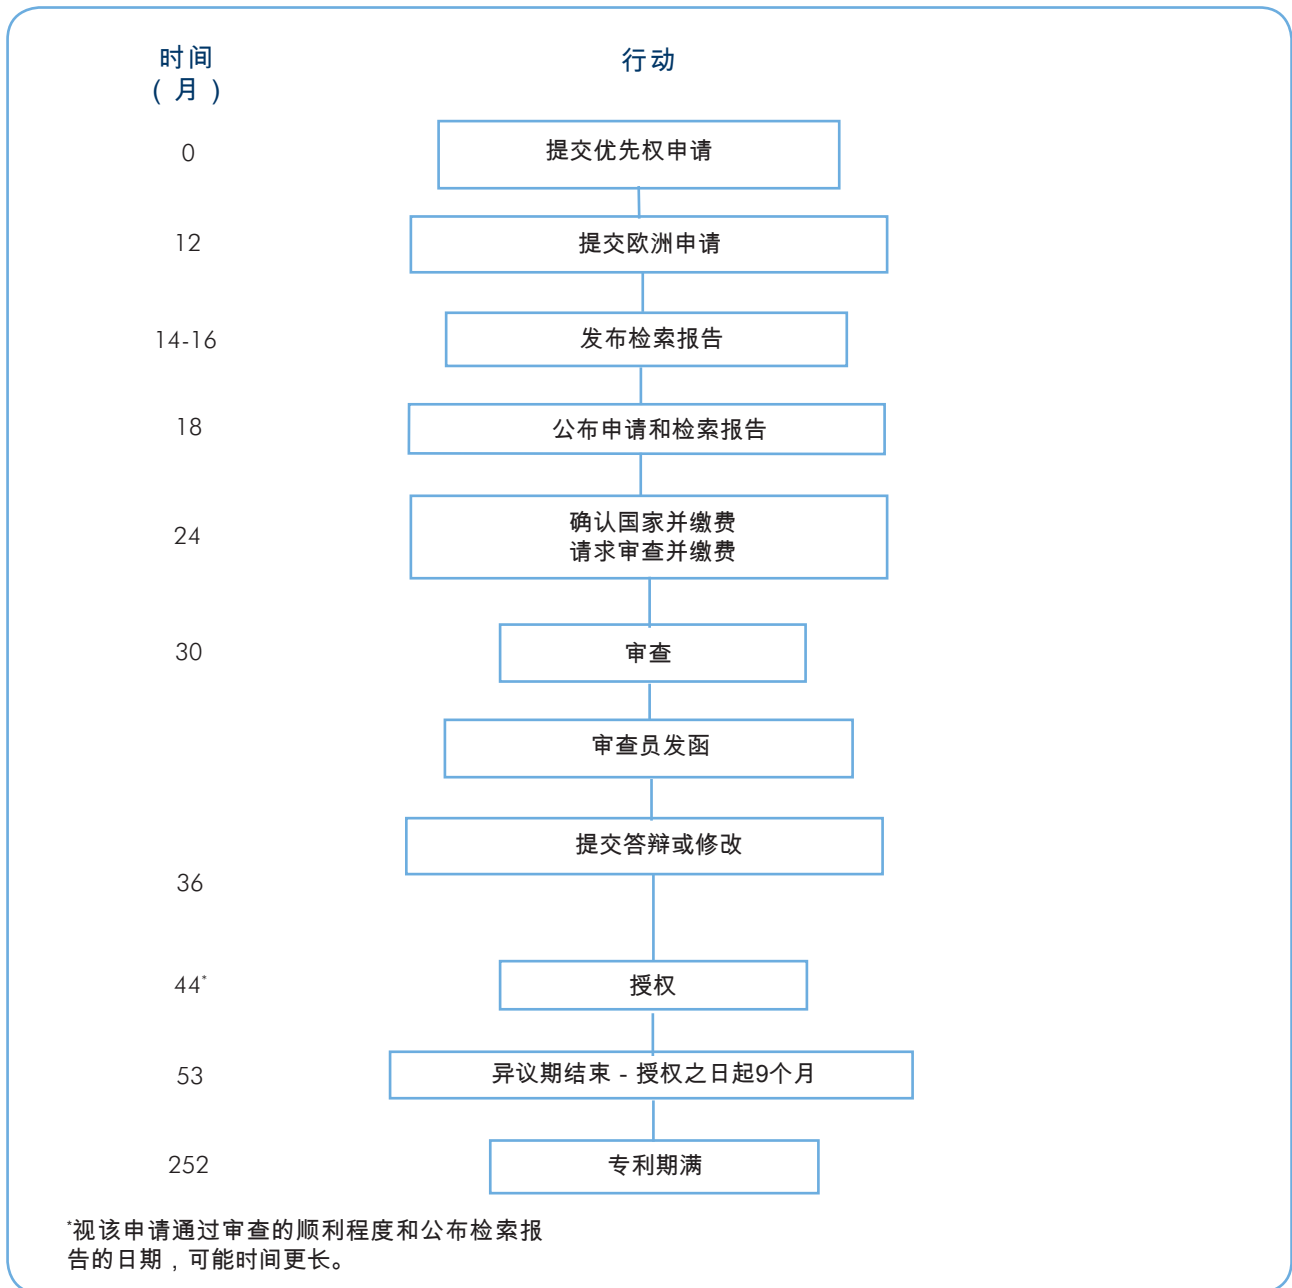 时间
(月)
行动
0
提交优先权申请
12
提交欧洲申请
14-16
发布检索报告
18
公布申请和检索报告
24
确认国家并缴费
请求审查并缴费
30
审查
审查员发函
提交答辩或修改
36
44*
授权
53
异议期结束 - 授权之日起9个月
252
专利期满
*视该申请通过审查的顺利程度和公布检索报
告的日期，可能时间更长。